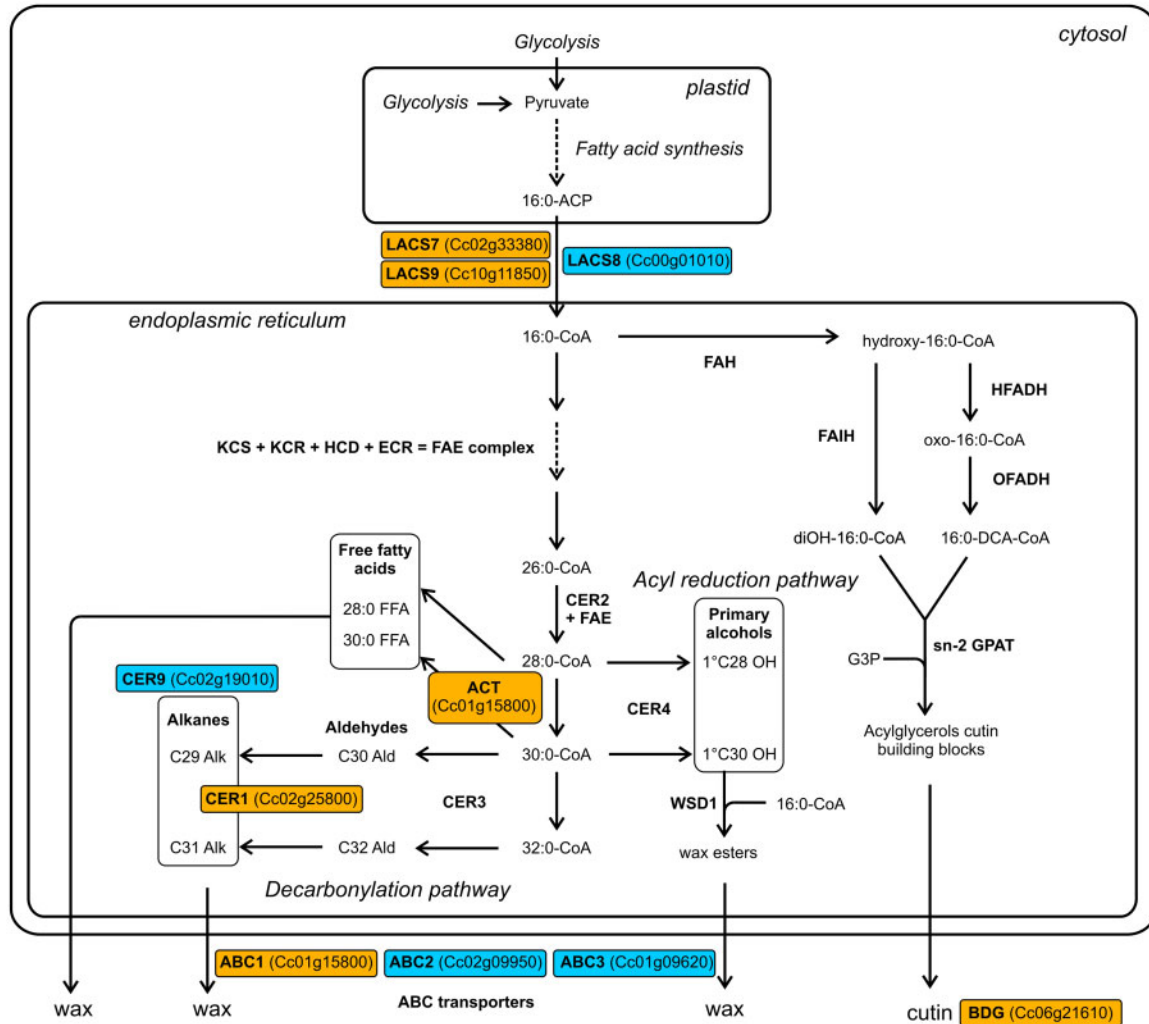 cytosol
Glycolysis
plastid
Glycolysis
Pyruvate
Fatty acid synthesis
16:0-ACP
LACS7 (Cc02g33380)
LACS8 (Cc00g01010)
LACS9 (Cc10g11850)
endoplasmic reticulum
16:0-CoA
hydroxy-16:0-CoA
FAH
HFADH
KCS + KCR + HCD + ECR = FAE complex
FAIH
oxo-16:0-CoA
OFADH
diOH-16:0-CoA
16:0-DCA-CoA
Free fatty
acids
28:0 FFA
30:0 FFA
26:0-CoA
Acyl reduction pathway
CER2
+ FAE
Primary
alcohols
1°C28 OH
1°C30 OH
sn-2 GPAT
G3P
28:0-CoA
CER9 (Cc02g19010)
ACT
(Cc01g15800)
CER4
Acylglycerols cutin
building blocks
Alkanes
Aldehydes
C29 Alk
C30 Ald
30:0-CoA
CER1 (Cc02g25800)
CER3
WSD1
16:0-CoA
C31 Alk
C32 Ald
32:0-CoA
wax esters
Decarbonylation pathway
ABC1 (Cc01g15800)
ABC2 (Cc02g09950)
ABC3 (Cc01g09620)
ABC transporters
wax
wax
wax
cutin
BDG (Cc06g21610)